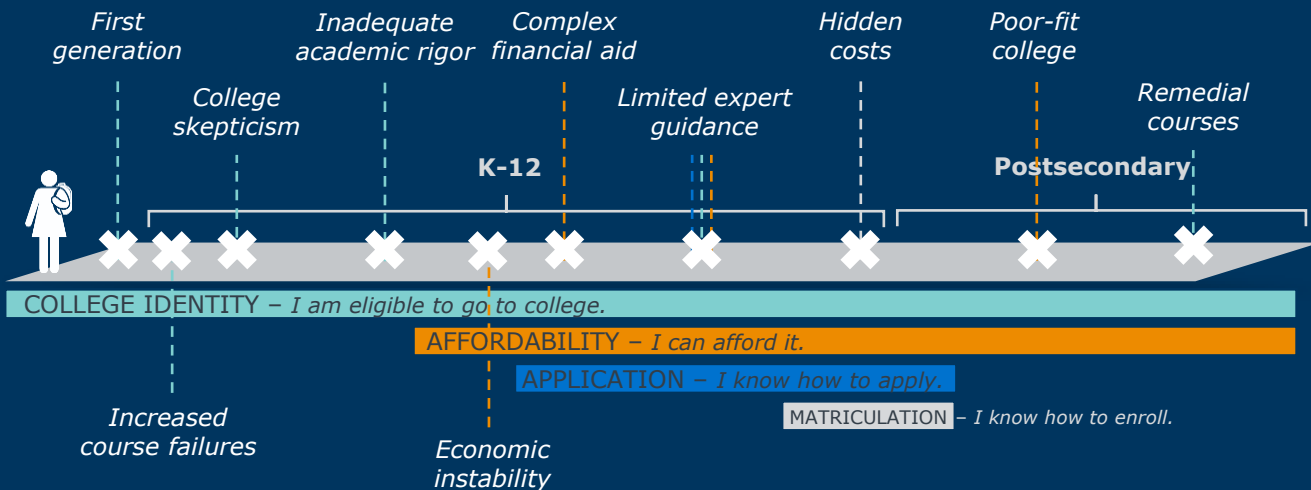 First
generation
Inadequate
academic rigor
Complex
financial aid
Hidden
costs
Poor-fit
college
College
skepticism
Limited expert
guidance
Remedial
courses
K-12
Postsecondary
COLLEGE IDENTITY – I am eligible to go to college.
AFFORDABILITY – I can afford it.
APPLICATION – I know how to apply.
MATRICULATION – I know how to enroll.
Increased
course failures
Economic
instability